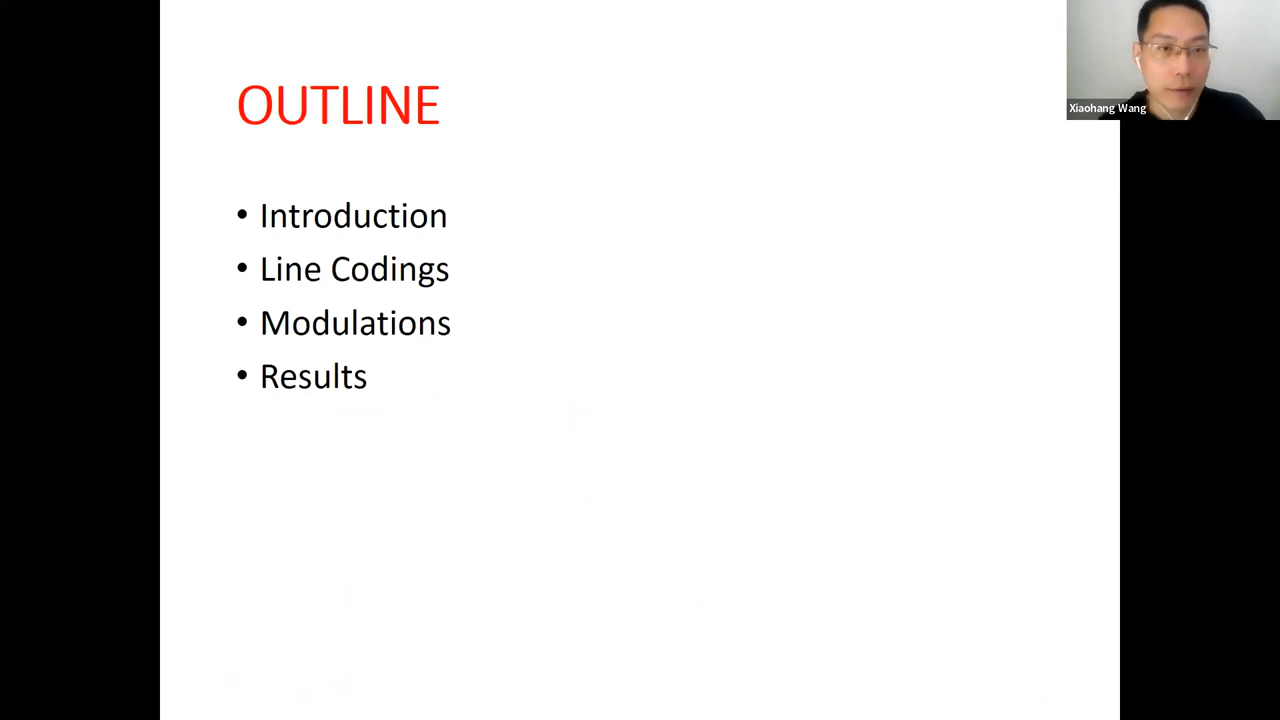 OUTLINE
Xiaohang Wang
• Introduction
• Line Codings
• Modulations
• Results